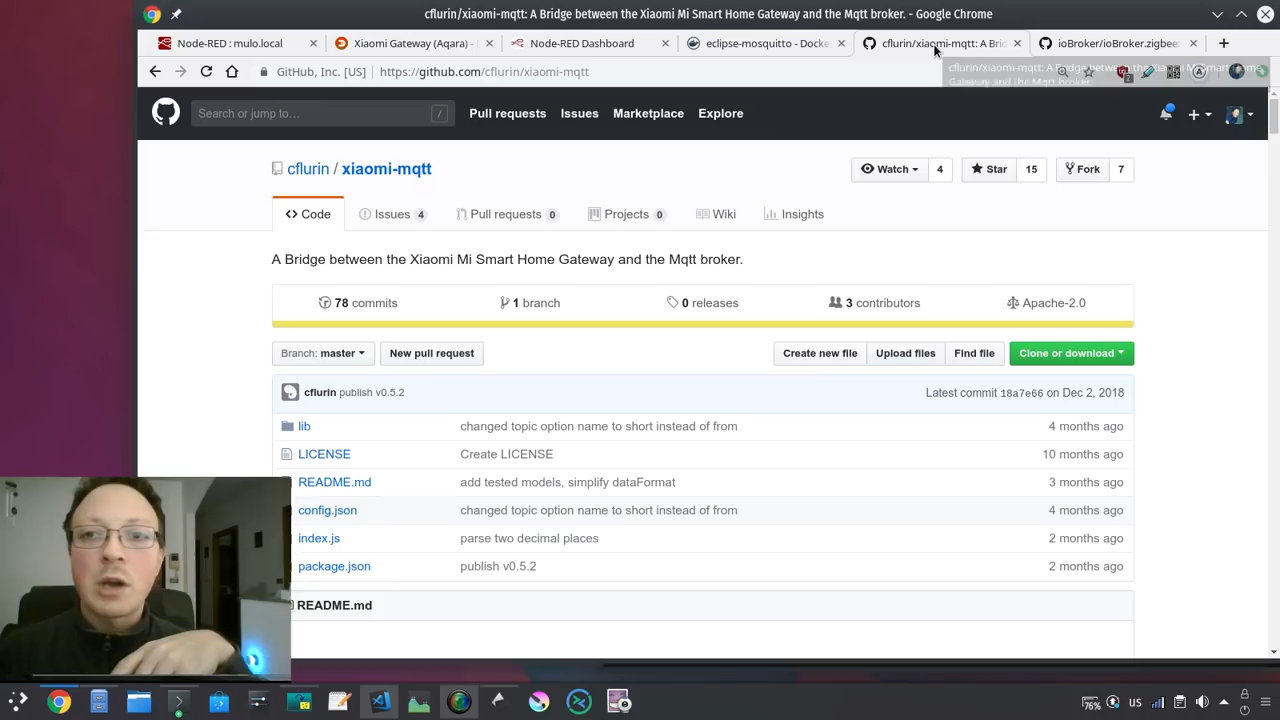 cflurin/xiaomi-mqtt: A Bridge between the Xiaomi Mi Smart Home Gateway and the Mqtt broker. - Google Chrome
Node-RED : mulo.local
Xiaomi Gateway (Aqara) -
Node-RED Dashboard
eclipse-mosquitto - Docke
cflurin/xiaomi-mqtt: A Brid
ioBroker/ioBroker.zigbee:
GitHub, Inc. [US] https://github.com/cflurin/xiaomi-mqtt
Search or jump to… /
Pull requests Issues Marketplace Explore
cflurin / xiaomi-mqtt
Watch 4 Star 15 Fork 7
Code Issues 4 Pull requests 0 Projects 0 Wiki Insights
A Bridge between the Xiaomi Mi Smart Home Gateway and the Mqtt broker.
78 commits 1 branch 0 releases 3 contributors Apache-2.0
Branch: master New pull request Create new file Upload files Find file Clone or download
cflurin publish v0.5.2 Latest commit 18a7e66 on Dec 2, 2018
lib changed topic option name to short instead of from 4 months ago
LICENSE Create LICENSE 10 months ago
README.md add tested models, simplify dataFormat 3 months ago
config.json changed topic option name to short instead of from 4 months ago
index.js parse two decimal places 2 months ago
package.json publish v0.5.2 2 months ago
README.md
76% us